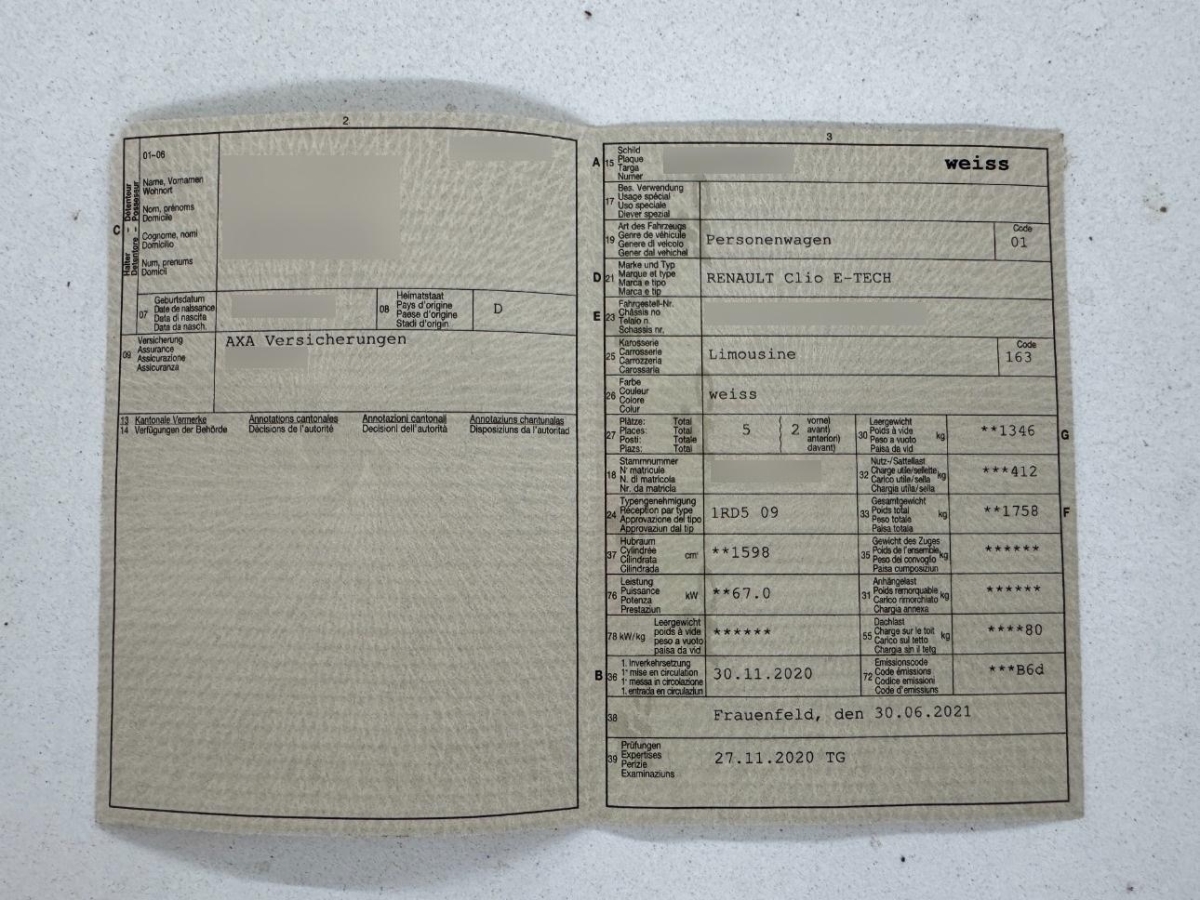 2
01-06
C
Halter - Détenteur
Detentore - Possessur
Name, Vornamen
Wohnort
Nom, prénoms
Domicile
Cognome, nomi
Domicilio
Num, prenums
Domicil
07
Geburtsdatum
Date de naissance
Data di nascita
Data da nasch.
08
Heimatstaat
Pays d'origine
Paese d'origine
Stadi d'origin
D
09
Versicherung
Assurance
Assicurazione
Assicuranza
AXA Versicherungen
13 Kantonale Vermerke Annotations cantonales Annotazioni cantonali Annotaziuns chantunalas
14 Verfügungen der Behörde Décisions de l'autorité Decisioni dell'autorità Disposiziuns da l'autoritad
3
A
15
Schild
Plaque
Targa
Numer
weiss
17
Bes. Verwendung
Usage spécial
Uso speciale
Diever spezial
19
Art des Fahrzeugs
Genre de véhicule
Genere di veicolo
Gener dal vehichel
Personenwagen
Code
01
D
21
Marke und Typ
Marque et type
Marca e tipo
Marca e tip
RENAULT Clio E-TECH
E
23
Fahrgestell-Nr.
Châssis no
Telaio n.
Schassis nr.
25
Karosserie
Carrosserie
Carrozzeria
Carossaria
Limousine
Code
163
26
Farbe
Couleur
Colore
Colur
weiss
27
Plätze: Total
Places: Total
Posti: Totale
Plazs: Total
5
( 2
vorne)
avant)
anteriori)
davant)
30
Leergewicht
Poids à vide
Peso a vuoto
Paisa da vid
kg
**1346
G
18
Stammnummer
N° matricule
N. di matricola
Nr. da matricla
32
Nutz-/Sattellast
Charge utile/sellette
Carico utile/sella
Chargia utila/sella
kg
***412
24
Typengenehmigung
Réception par type
Approvazione del tipo
Approvaziun dal tip
1RD5 09
33
Gesamtgewicht
Poids total
Peso totale
Paisa totala
kg
**1758
F
37
Hubraum
Cylindrée
Cilindrata
Cilindrada
cm³
**1598
35
Gewicht des Zuges
Poids de l'ensemble
Peso del convoglio
Paisa cumposiziun
kg
******
76
Leistung
Puissance
Potenza
Prestaziun
kW
**67.0
31
Anhängelast
Poids remorquable
Carico rimorchiato
Chargia annexa
kg
******
78 kW/kg
Leergewicht
poids à vide
peso a vuoto
paisa da vid
******
55
Dachlast
Charge sur le toit
Carico sul tetto
Chargia sin il tetg
kg
****80
B
36
1. Inverkehrsetzung
1re mise en circulation
1a messa in circolazione
1. entrada en circulaziun
30.11.2020
72
Emissionscode
Code émissions
Codice emissioni
Code d'emissiuns
***B6d
38
Frauenfeld, den 30.06.2021
39
Prüfungen
Expertises
Perizie
Examinaziuns
27.11.2020 TG